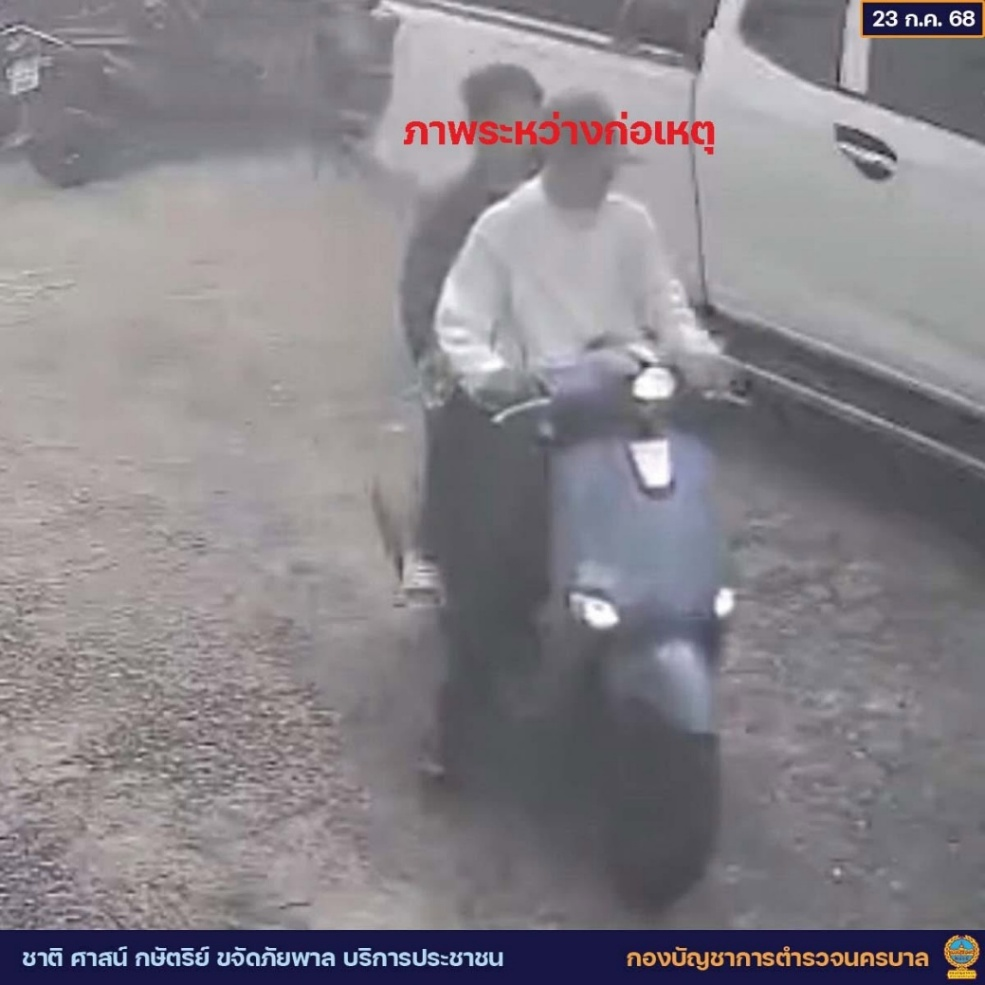 23 ก.ค. 68
ภาพระหว่างก่อเหตุ
ชาติ ศาสน์ กษัตริย์ ขจัดภัยพาล บริการประชาชน
กองบัญชาการตำรวจนครบาล